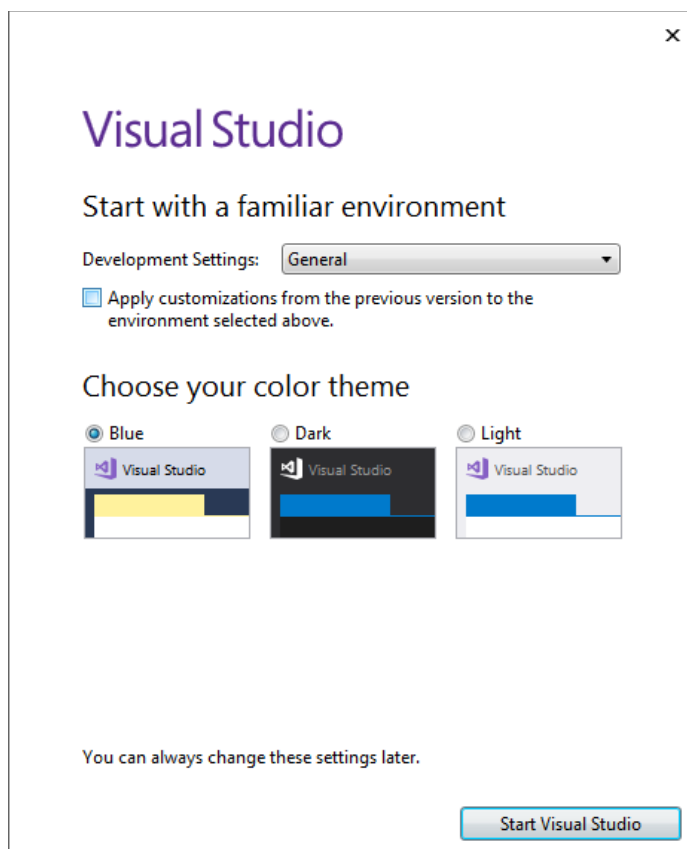 Visual Studio
Start with a familiar environment
Development Settings: General
Apply customizations from the previous version to the
environment selected above.
Choose your color theme
Blue Dark Light
Visual Studio Visual Studio Visual Studio
You can always change these settings later.
Start Visual Studio